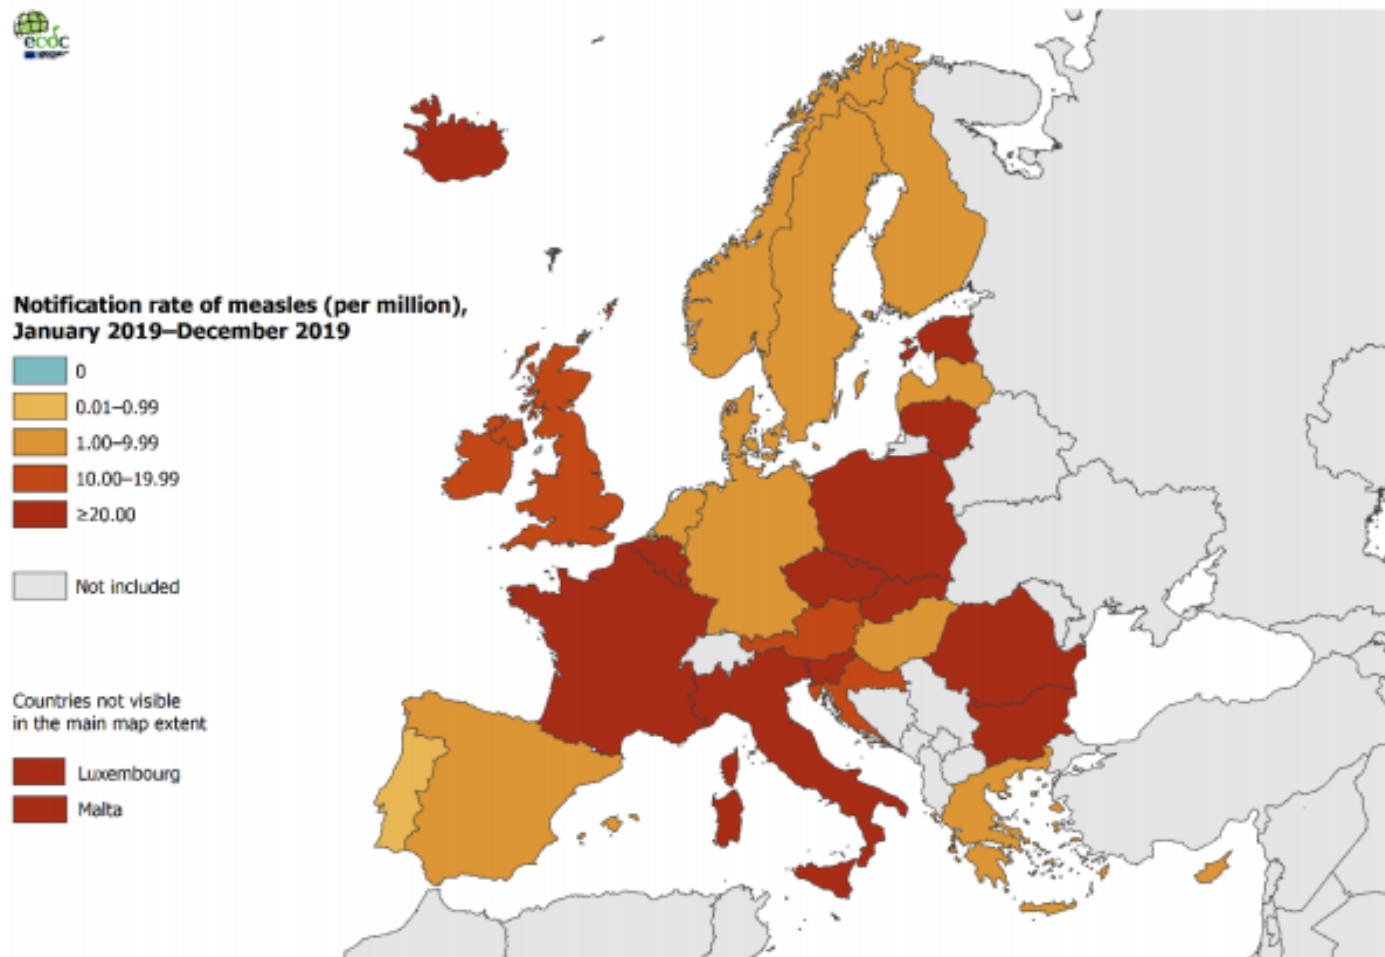 ecdc
Notification rate of measles (per million),
January 2019–December 2019
0
0.01–0.99
1.00–9.99
10.00–19.99
≥20.00
Not included
Countries not visible
in the main map extent
Luxembourg
Malta